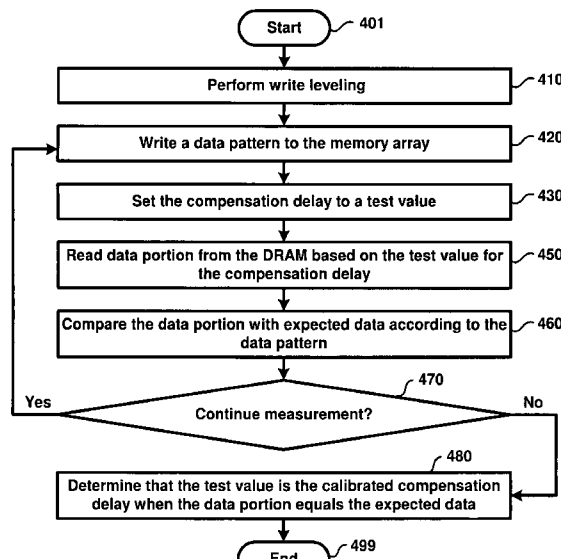 Start
401
Perform write leveling
410
Write a data pattern to the memory array
420
Set the compensation delay to a test value
430
Read data portion from the DRAM based on the test value for
the compensation delay
450
Compare the data portion with expected data according to the
data pattern
460
470
Yes
Continue measurement?
No
480
Determine that the test value is the calibrated compensation
delay when the data portion equals the expected data
End
499